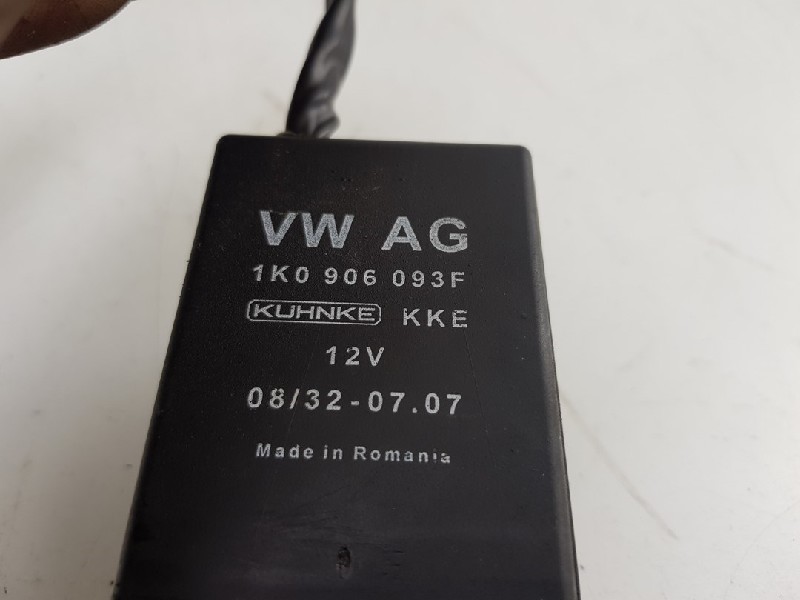 VW AG
1K0 906 093F
KUHNKE KKE
12V
08/32-07.07
Made in Romania